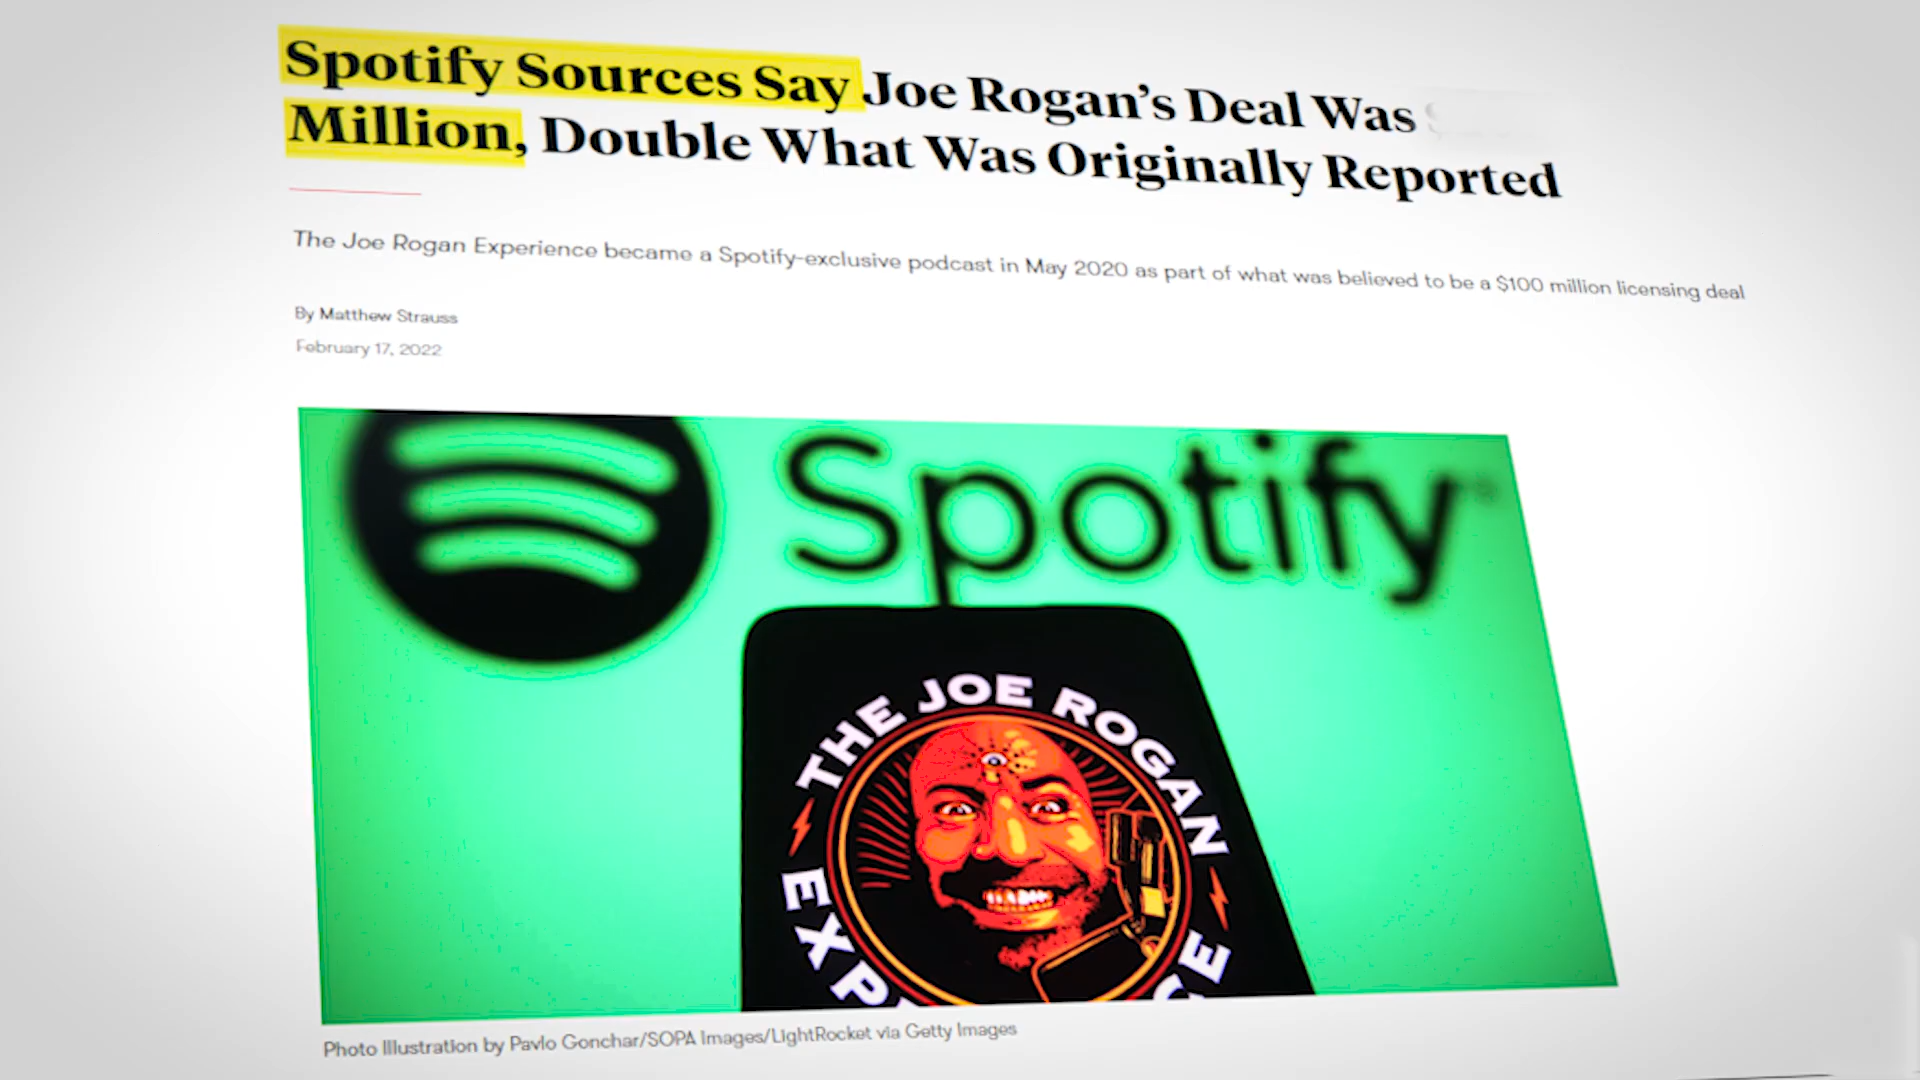 Spotify Sources Say Joe Rogan's Deal Was
Million, Double What Was Originally Reported
The Joe Rogan Experience became a Spotify-exclusive podcast in May 2020 as part of what was believed to be a $100 million licensing deal
By Matthew Strauss
February 17, 2022
Spotify
THE JOE ROGAN
Photo Illustration by Pavlo Gonchar/SOPA Images/LightRocket via Getty Images